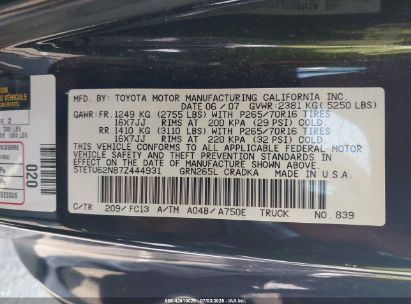 MFD. BY: TOYOTA MOTOR MANUFACTURING CALIFORNIA INC.
DATE 06 / 07 GVWR: 2381 KG ( 5250 LBS)
GAWR: FR. 1249 KG (2755 LBS) WITH P265/70R16 TIRES
16X7JJ RIMS AT 200 KPA (29 PSI) COLD.
RR. 1410 KG (3110 LBS) WITH P265/70R16 TIRES
16X7JJ RIMS AT 220 KPA (32 PSI) COLD.
THIS VEHICLE CONFORMS TO ALL APPLICABLE FEDERAL MOTOR
VEHICLE SAFETY AND THEFT PREVENTION STANDARDS IN
EFFECT ON THE DATE OF MANUFACTURE SHOWN ABOVE.
5TETU62N87Z444931 GRN265L CRADKA MADE IN U.S.A.
C/TR 209/ FC13 A/TM A04B/ A750E TRUCK NO. 839
020